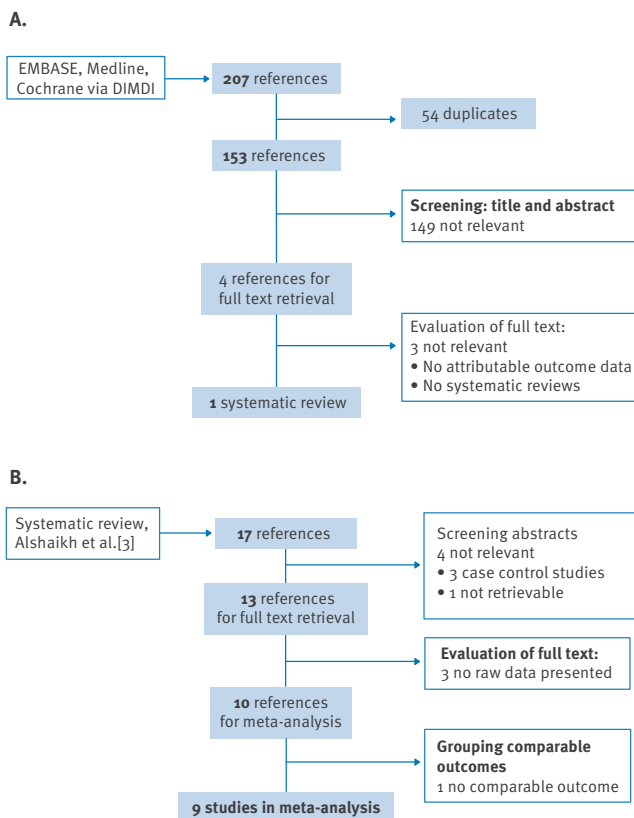 A.
EMBASE, Medline,
Cochrane via DIMDI
207 references
54 duplicates
153 references
Screening: title and abstract
149 not relevant
4 references for
full text retrieval
Evaluation of full text:
3 not relevant
• No attributable outcome data
• No systematic reviews
1 systematic review
B.
Systematic review,
Alshaikh et al.[3]
17 references
Screening abstracts
4 not relevant
• 3 case control studies
• 1 not retrievable
13 references
for full text retrieval
Evaluation of full text:
3 no raw data presented
10 references
for meta-analysis
Grouping comparable
outcomes
1 no comparable outcome
9 studies in meta-analysis